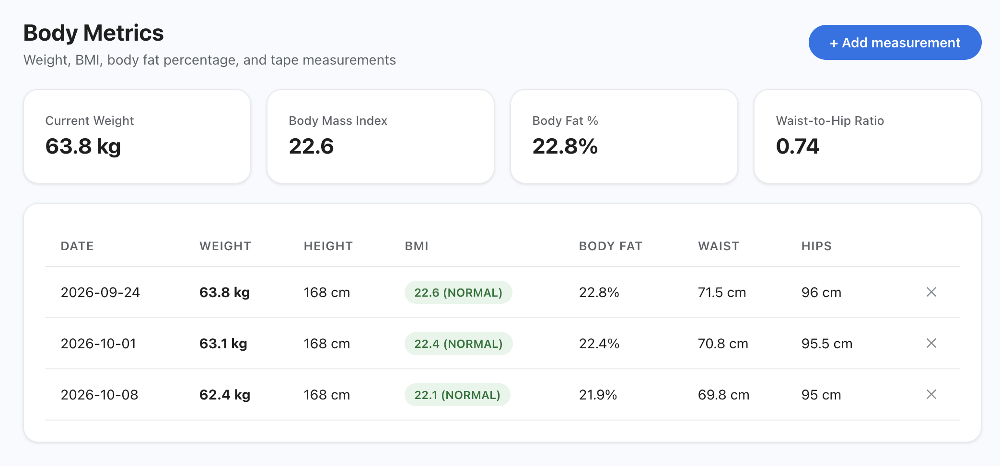 Body Metrics
+ Add measurement
Weight, BMI, body fat percentage, and tape measurements
Current Weight
63.8 kg
Body Mass Index
22.6
Body Fat %
22.8%
Waist-to-Hip Ratio
0.74
DATE WEIGHT HEIGHT BMI BODY FAT WAIST HIPS
2026-09-24 63.8 kg 168 cm 22.6 (NORMAL) 22.8% 71.5 cm 96 cm
2026-10-01 63.1 kg 168 cm 22.4 (NORMAL) 22.4% 70.8 cm 95.5 cm
2026-10-08 62.4 kg 168 cm 22.1 (NORMAL) 21.9% 69.8 cm 95 cm